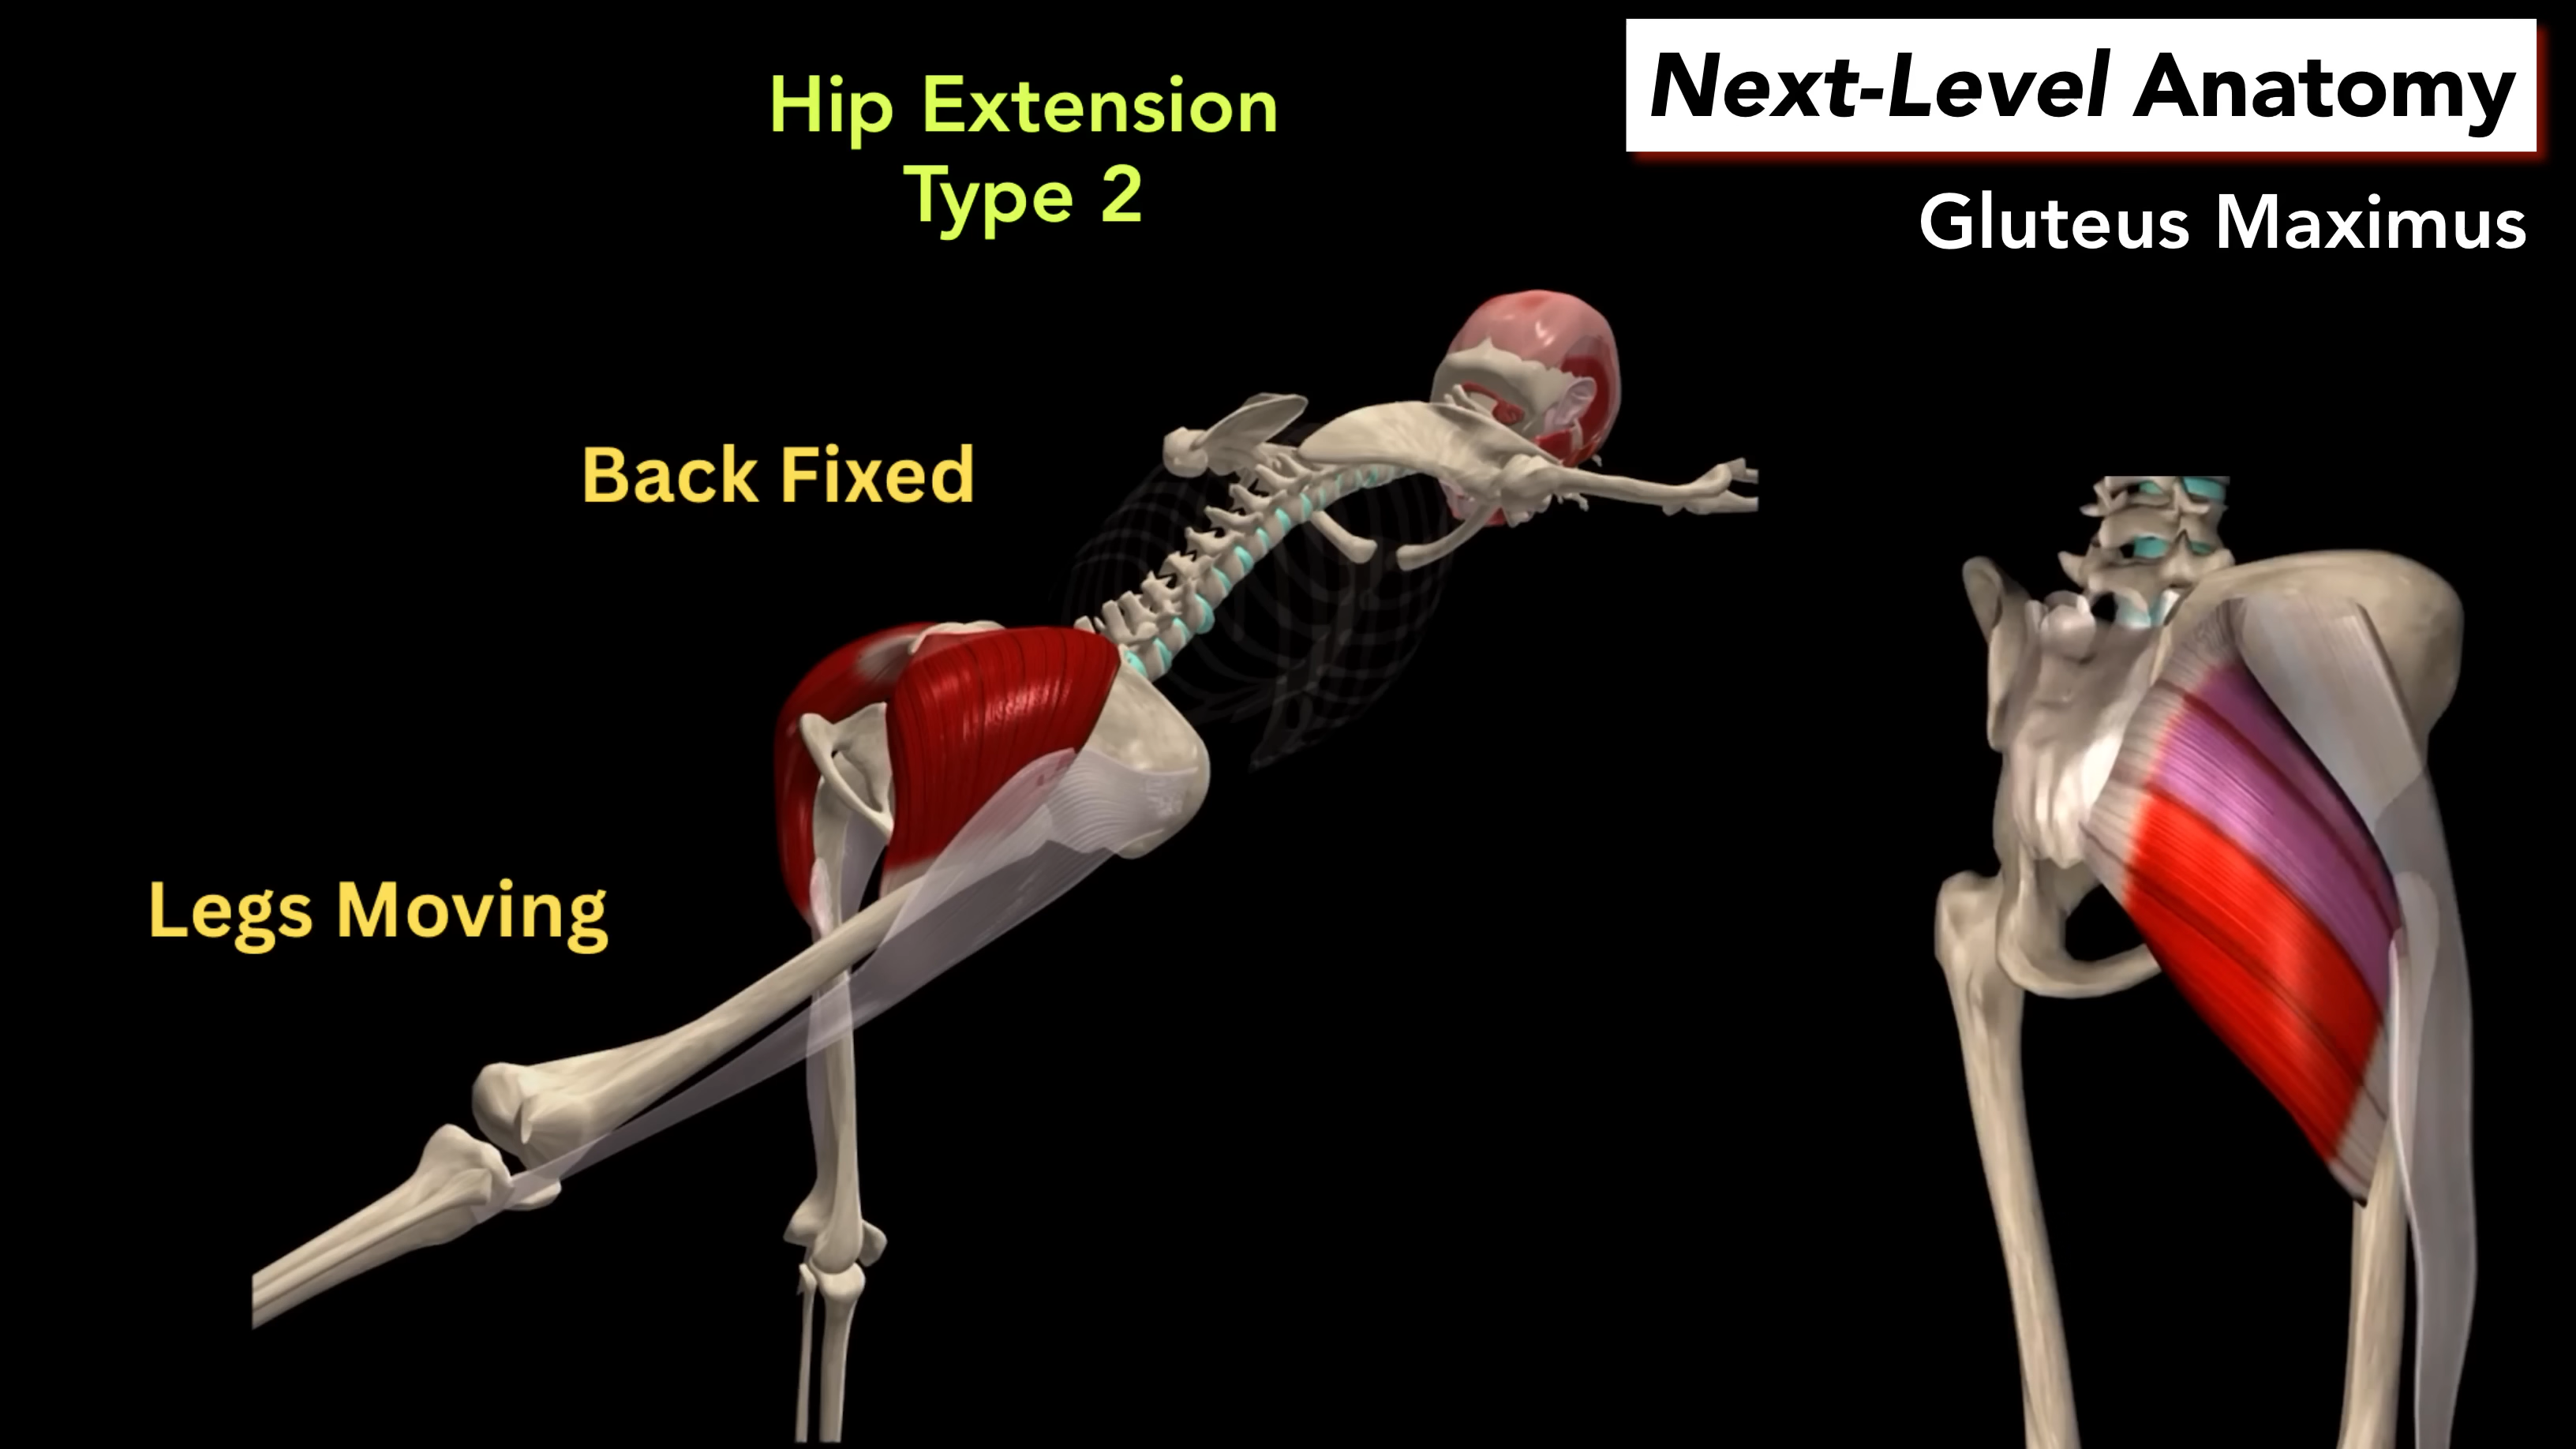 Next-Level Anatomy
Hip Extension
Type 2
Gluteus Maximus
Back Fixed
Legs Moving